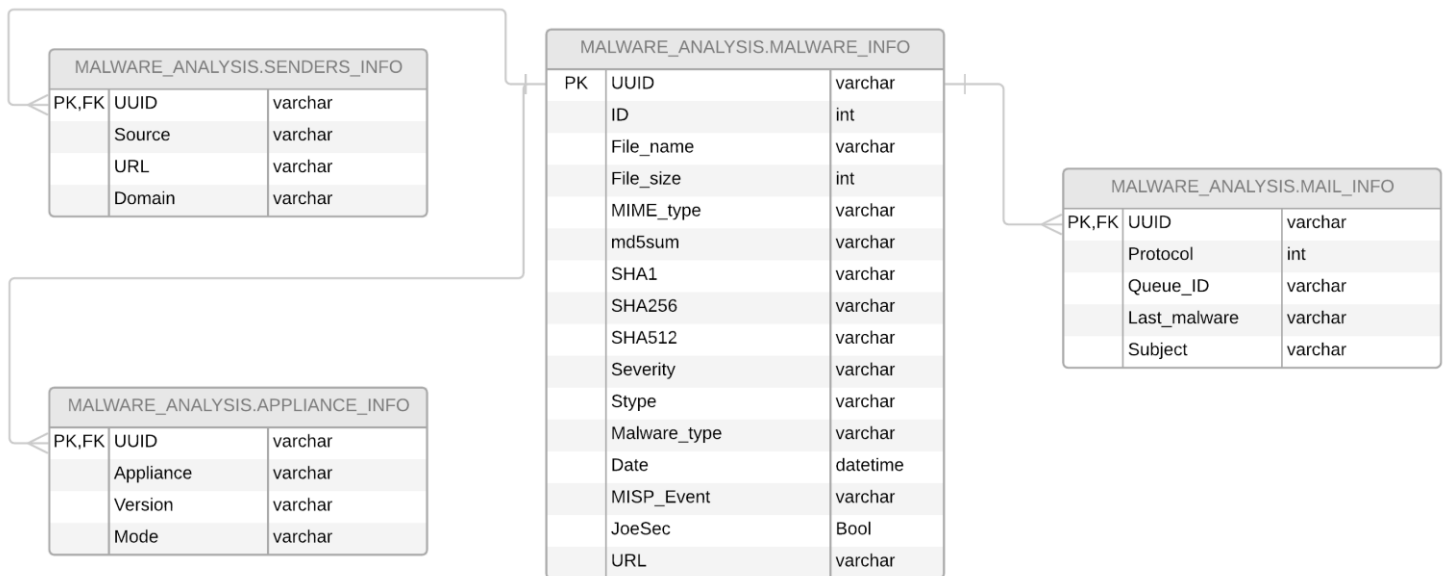 MALWARE_ANALYSIS.SENDERS_INFO
PK,FK UUID varchar
Source varchar
URL varchar
Domain varchar
MALWARE_ANALYSIS.APPLIANCE_INFO
PK,FK UUID varchar
Appliance varchar
Version varchar
Mode varchar
MALWARE_ANALYSIS.MALWARE_INFO
PK UUID varchar
ID int
File_name varchar
File_size int
MIME_type varchar
md5sum varchar
SHA1 varchar
SHA256 varchar
SHA512 varchar
Severity varchar
Stype varchar
Malware_type varchar
Date datetime
MISP_Event varchar
JoeSec Bool
URL varchar
MALWARE_ANALYSIS.MAIL_INFO
PK,FK UUID varchar
Protocol int
Queue_ID varchar
Last_malware varchar
Subject varchar